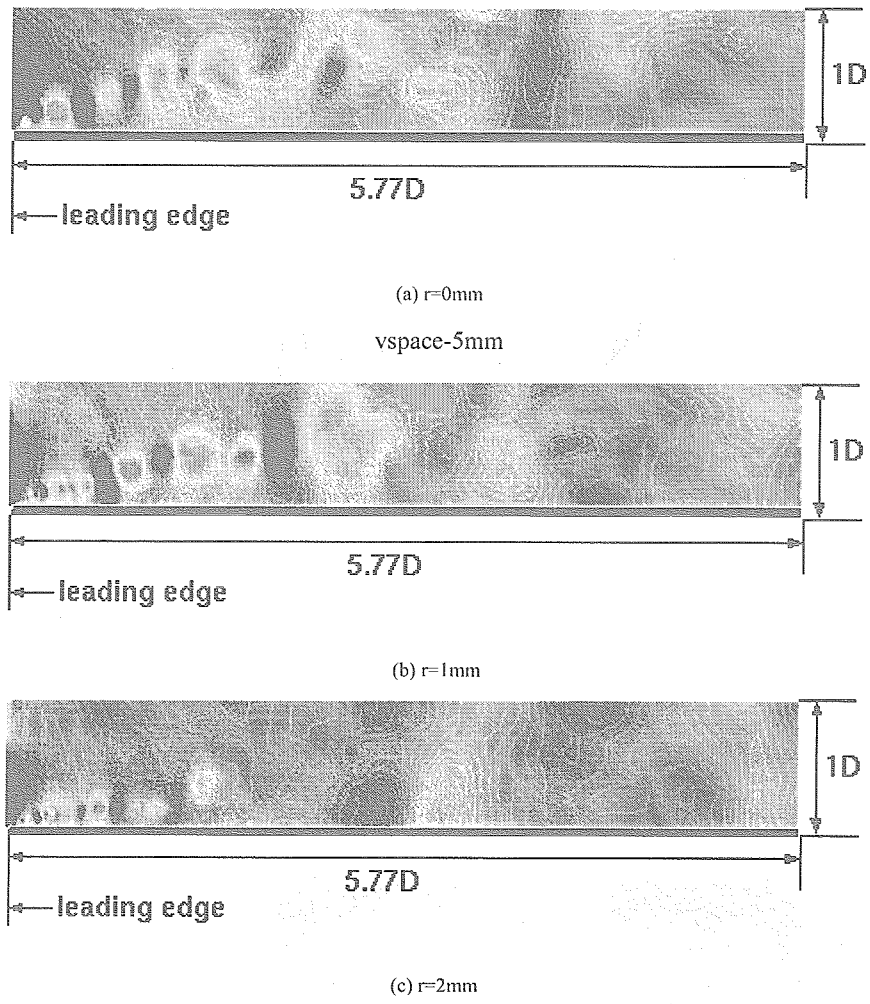 1D
5.77D
leading edge
(a) r=0mm
vspace-5mm
1D
5.77D
leading edge
(b) r=1mm
1D
5.77D
leading edge
(c) r=2mm